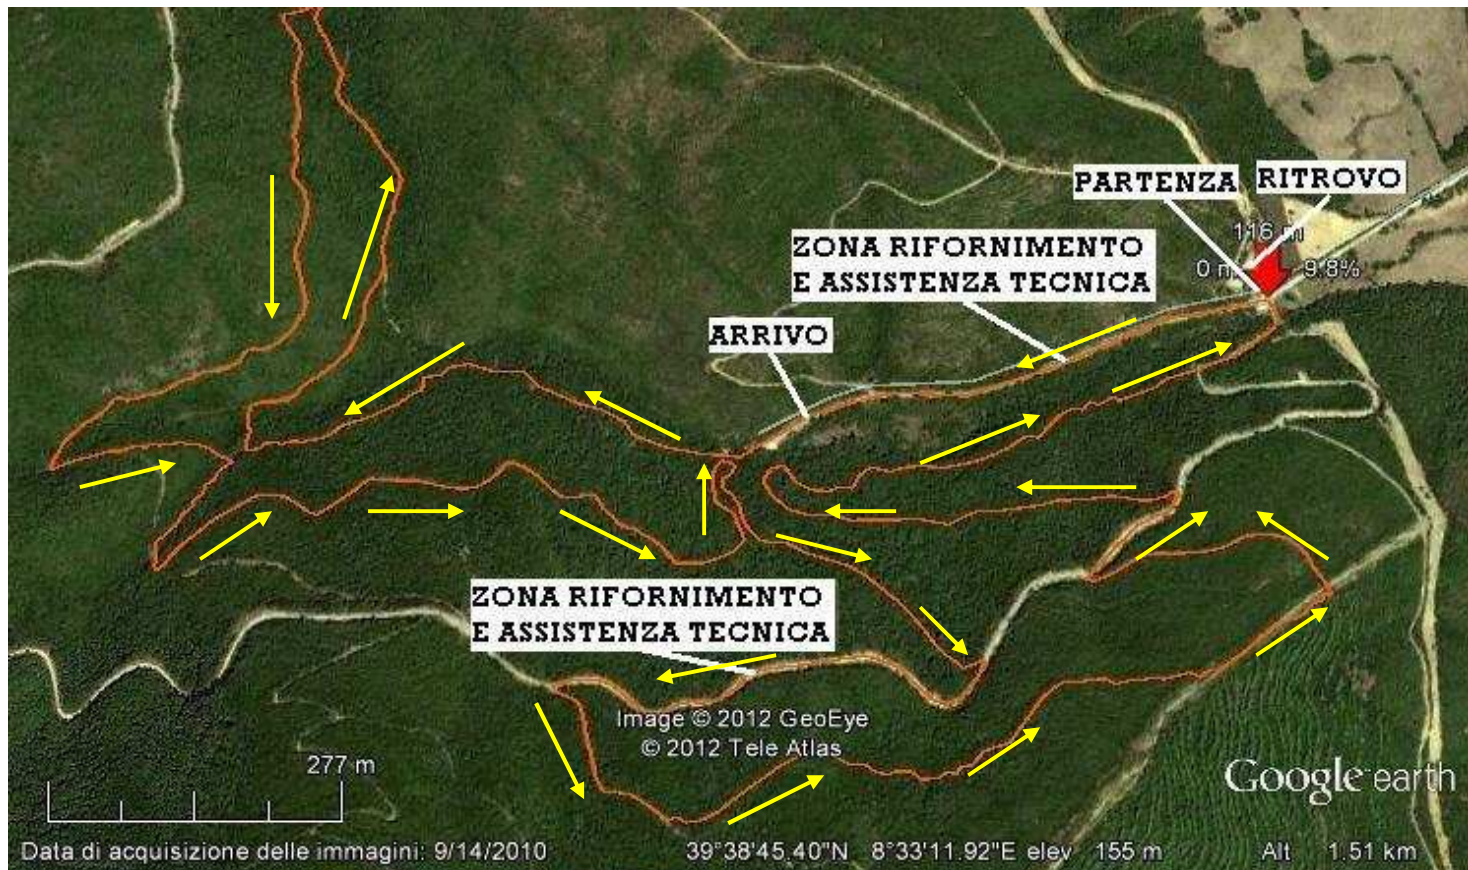 PARTENZA
RITROVO
116 m
0 m
9.8%
ZONA RIFORNIMENTO
E ASSISTENZA TECNICA
ARRIVO
ZONA RIFORNIMENTO
E ASSISTENZA TECNICA
Image © 2012 GeoEye
© 2012 Tele Atlas
277 m
Google earth
Data di acquisizione delle immagini: 9/14/2010
39°38'45.40"N 8°33'11.92"E elev 155 m
Alt 1.51 km